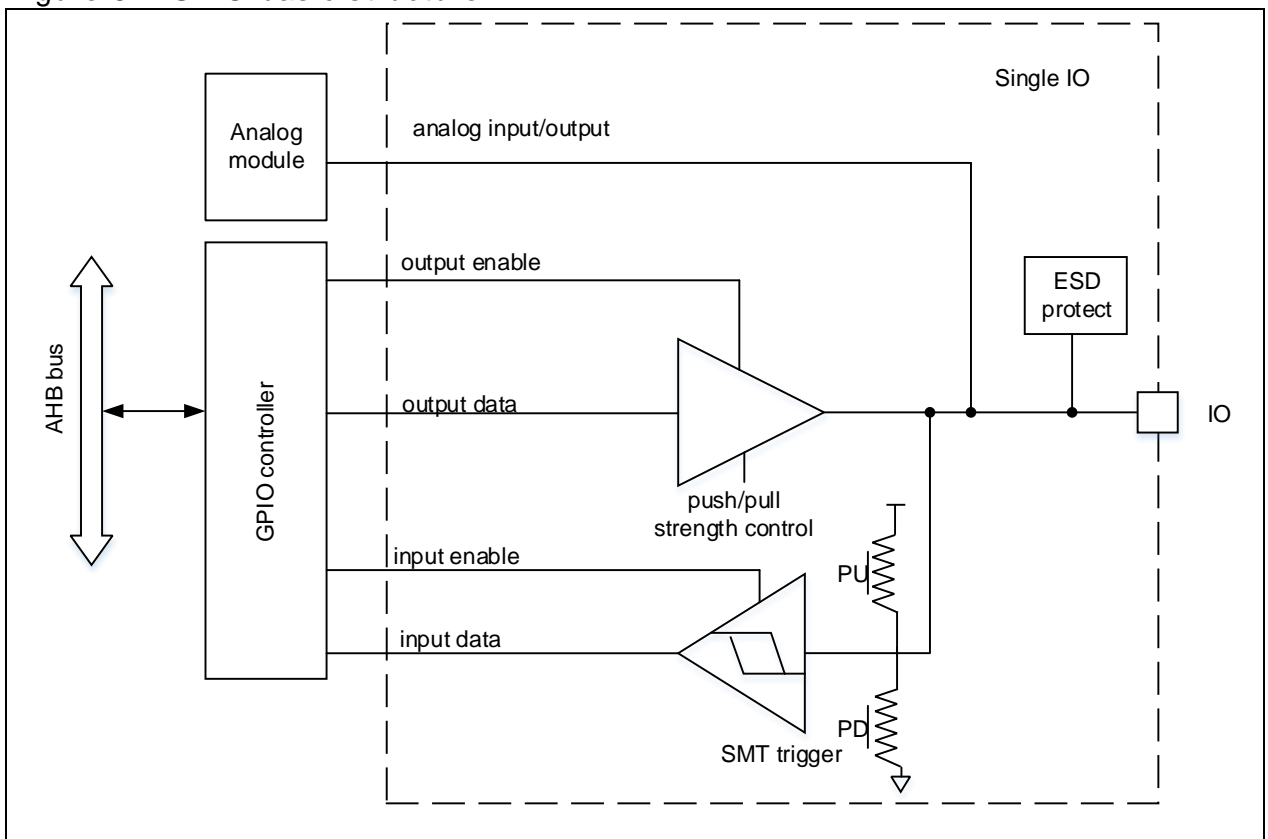 Single IO
Analog
module
analog input/output
output enable
ESD
protect
AHB bus
GPIO controller
output data
IO
push/pull
strength control
input enable
PU
input data
PD
SMT trigger